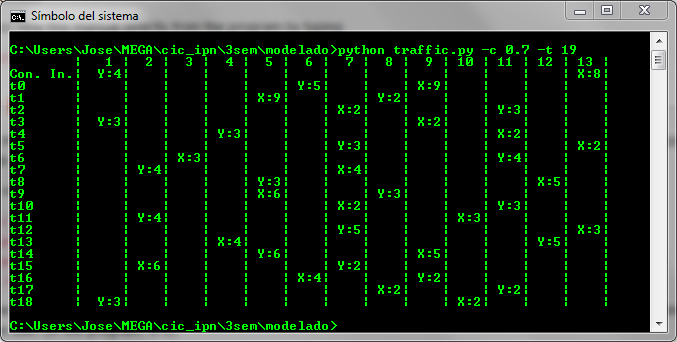 Símbolo del sistema
C:\Users\Jose\MEGA\cic_ipn\3sem\modelado>python traffic.py -c 0.7 -t 19
        |  1 |  2 |  3 |  4 |  5 |  6 |  7 |  8 |  9 | 10 | 11 | 12 | 13 |
Con. In.| Y:4|    |    |    |    |    |    |    |    |    |    |    | X:8|
t0      |    |    |    |    |    | Y:5|    |    | X:9|    |    |    |    |
t1      |    |    |    |    | X:9|    |    | Y:2|    |    |    |    |    |
t2      |    |    |    |    |    |    | X:2|    |    |    | Y:3|    |    |
t3      | Y:3|    |    |    |    |    |    |    | X:2|    |    |    |    |
t4      |    |    |    | Y:3|    |    |    |    |    |    | X:2|    |    |
t5      |    |    |    |    |    |    | Y:3|    |    |    |    |    | X:2|
t6      |    |    | X:3|    |    |    |    |    |    |    | Y:4|    |    |
t7      |    | Y:4|    |    |    |    | X:4|    |    |    |    |    |    |
t8      |    |    |    |    | Y:3|    |    |    |    |    |    | X:5|    |
t9      |    |    |    |    | X:6|    |    | Y:3|    |    |    |    |    |
t10     |    |    |    |    |    |    | X:2|    |    |    | Y:3|    |    |
t11     |    | Y:4|    |    |    |    |    |    |    | X:3|    |    |    |
t12     |    |    |    |    |    |    | Y:5|    |    |    |    |    | X:3|
t13     |    |    |    | X:4|    |    |    |    |    |    |    | Y:5|    |
t14     |    |    |    |    | Y:6|    |    |    | X:5|    |    |    |    |
t15     |    | X:6|    |    |    |    | Y:2|    |    |    |    |    |    |
t16     |    |    |    |    |    | X:4|    |    | Y:2|    |    |    |    |
t17     |    |    |    |    |    |    |    | X:2|    |    | Y:2|    |    |
t18     | Y:3|    |    |    |    |    |    |    |    | X:2|    |    |    |
C:\Users\Jose\MEGA\cic_ipn\3sem\modelado>